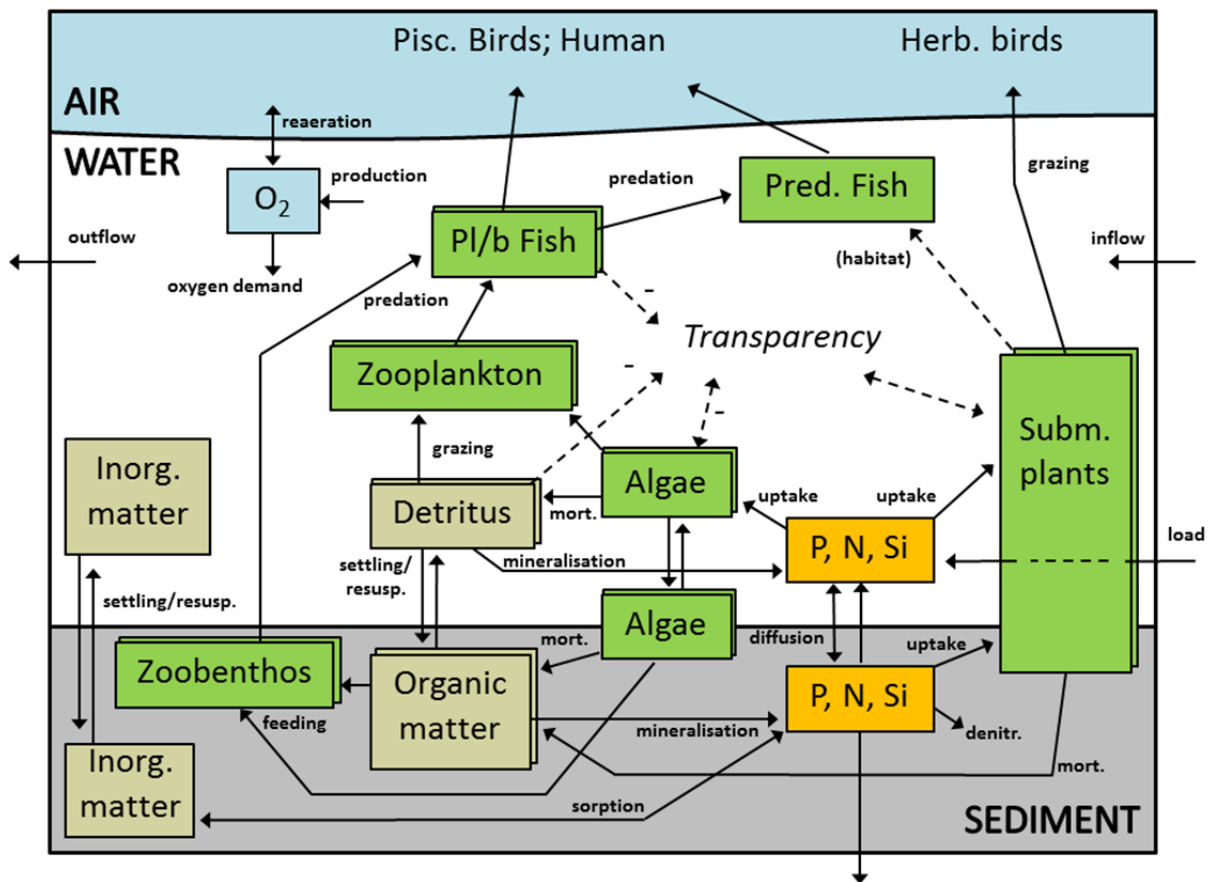 Pisc. Birds; Human
Herb. birds
AIR
reaeration
WATER
production
O₂
predation
Pred. Fish
grazing
outflow
Pl/b Fish
(habitat)
inflow
oxygen demand
predation
-
Transparency
Zooplankton
-
-
Subm.
plants
grazing
Inorg.
matter
Algae
Detritus
mort.
uptake
uptake
P, N, Si
load
settling/
resusp.
mineralisation
settling/resusp.
Algae
diffusion
mort.
uptake
Zoobenthos
Organic
matter
P, N, Si
feeding
mineralisation
denitr.
Inorg.
matter
mort.
sorption
SEDIMENT